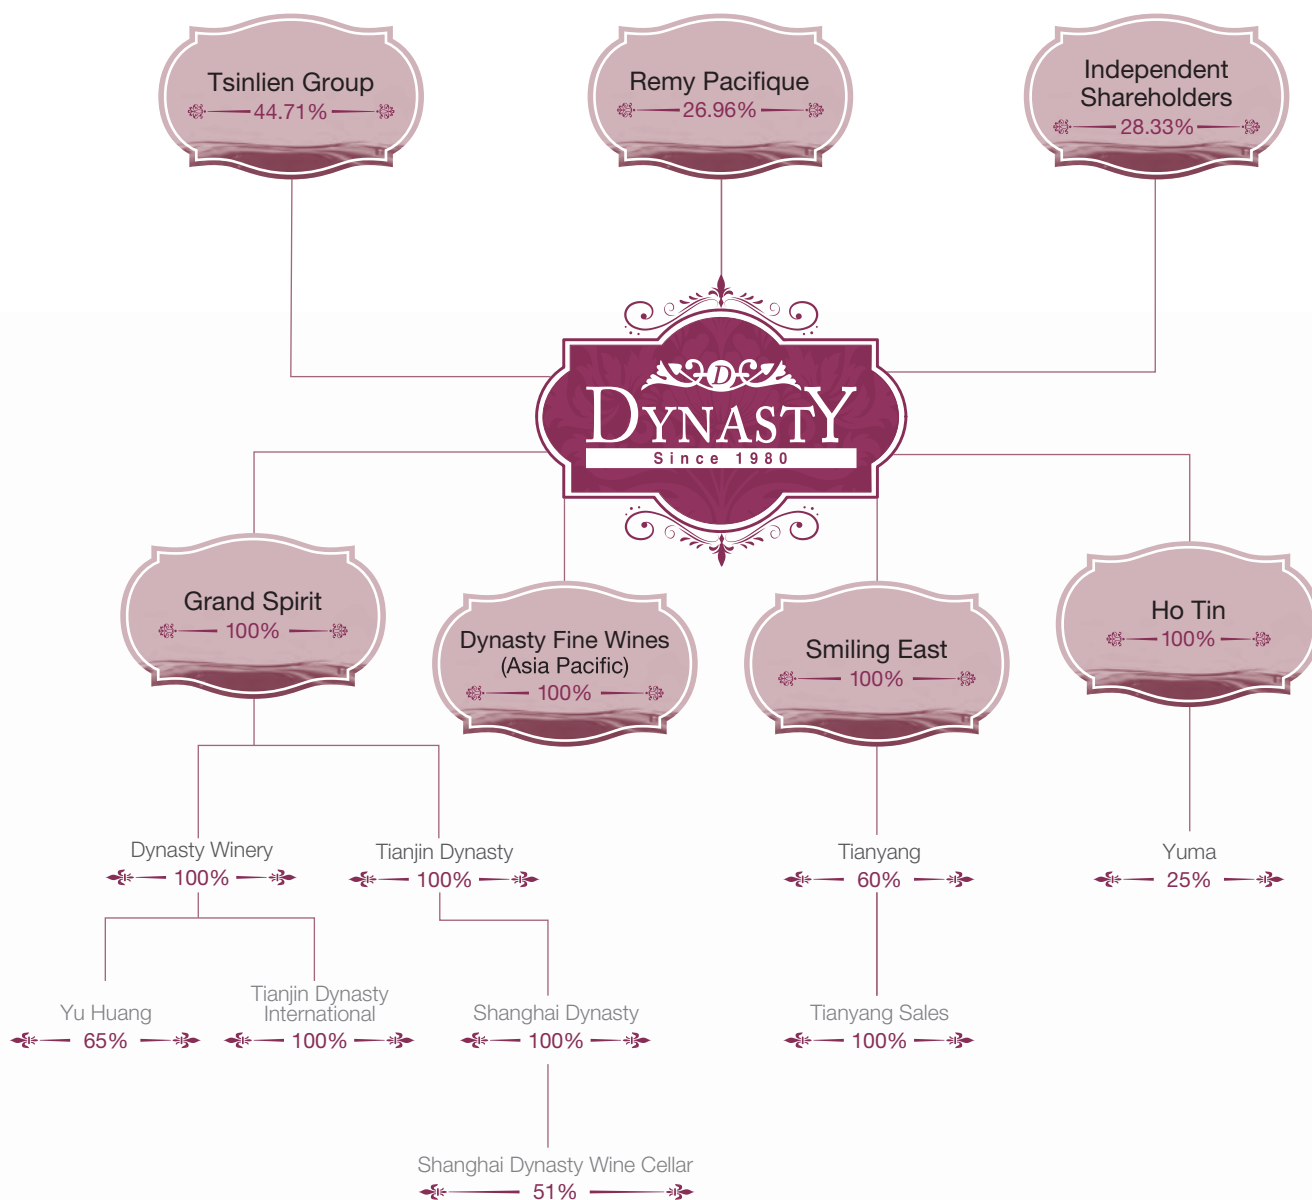 Tsinlien Group
44.71%
Remy Pacifique
26.96%
Independent
Shareholders
28.33%
D
DYNASTY
Since 1980
Grand Spirit
100%
Dynasty Fine Wines
(Asia Pacific)
100%
Smiling East
100%
Ho Tin
100%
Dynasty Winery
100%
Tianjin Dynasty
100%
Tianyang
60%
Yuma
25%
Yu Huang
65%
Tianjin Dynasty
International
100%
Shanghai Dynasty
100%
Tianyang Sales
100%
Shanghai Dynasty Wine Cellar
51%